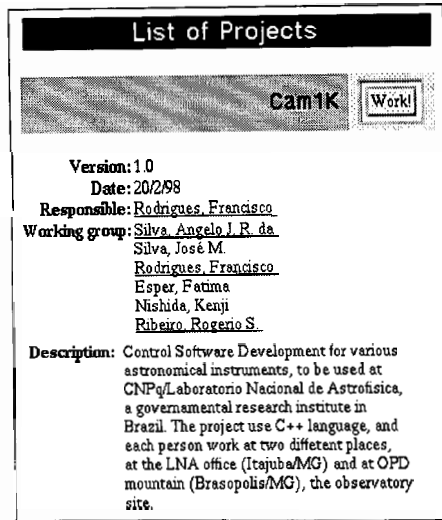 List of Projects
Cam1K Work!
Version: 1.0
Date: 20/2/98
Responsible: Rodrigues, Francisco
Working group: Silva, Angelo J. R. da
Silva, José M.
Rodrigues, Francisco
Esper, Fatima
Nishida, Kenji
Ribeiro, Rogerio S.
Description: Control Software Development for various
astronomical instruments, to be used at
CNPq/Laboratorio Nacional de Astrofisica,
a governamental research institute in
Brazil. The project use C++ language, and
each person work at two diffetent places,
at the LNA office (Itajuba/MG) and at OPD
mountain (Brasopolis/MG), the observatory
site.